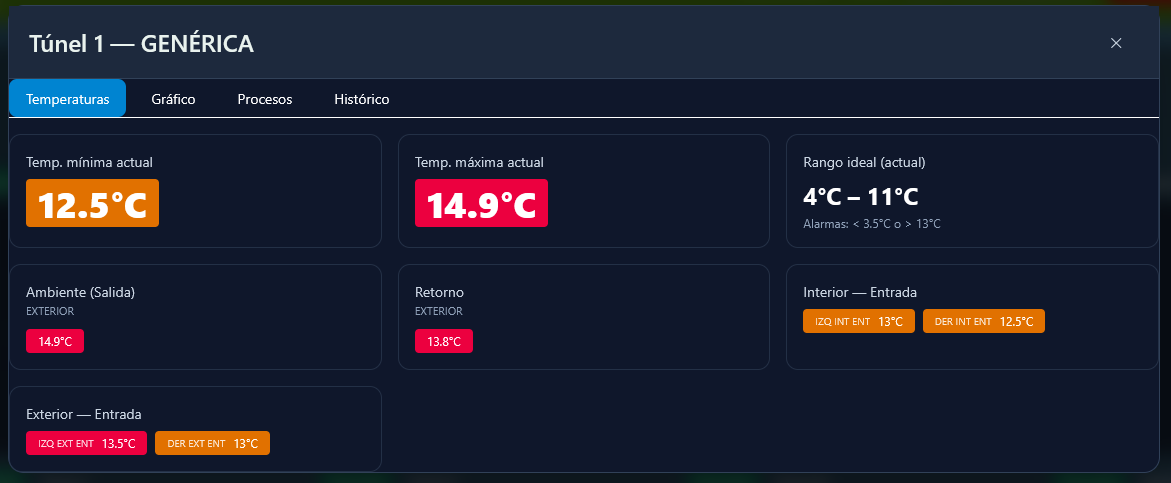 Túnel 1 — GENÉRICA
Temperaturas Gráfico Procesos Histórico
Temp. mínima actual
12.5°C
Temp. máxima actual
14.9°C
Rango ideal (actual)
4°C – 11°C
Alarmas: < 3.5°C o > 13°C
Ambiente (Salida)
EXTERIOR
14.9°C
Retorno
EXTERIOR
13.8°C
Interior — Entrada
IZQ INT ENT 13°C DER INT ENT 12.5°C
Exterior — Entrada
IZQ EXT ENT 13.5°C DER EXT ENT 13°C